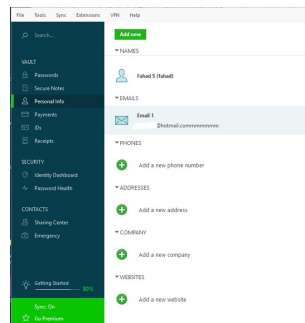 File Tools Sync Extensions VPN Help
Search...
Add new
VAULT
Passwords
Secure Notes
Personal Info
Payments
IDs
Receipts
SECURITY
Identity Dashboard
Password Health
CONTACTS
Sharing Center
Emergency
Getting Started
80%
Sync: On
Go Premium
NAMES
Fahad S (fahad)
EMAILS
Email 1
@hotmail.commmmmmm
PHONES
Add a new phone number
ADDRESSES
Add a new address
COMPANY
Add a new company
WEBSITES
Add a new website